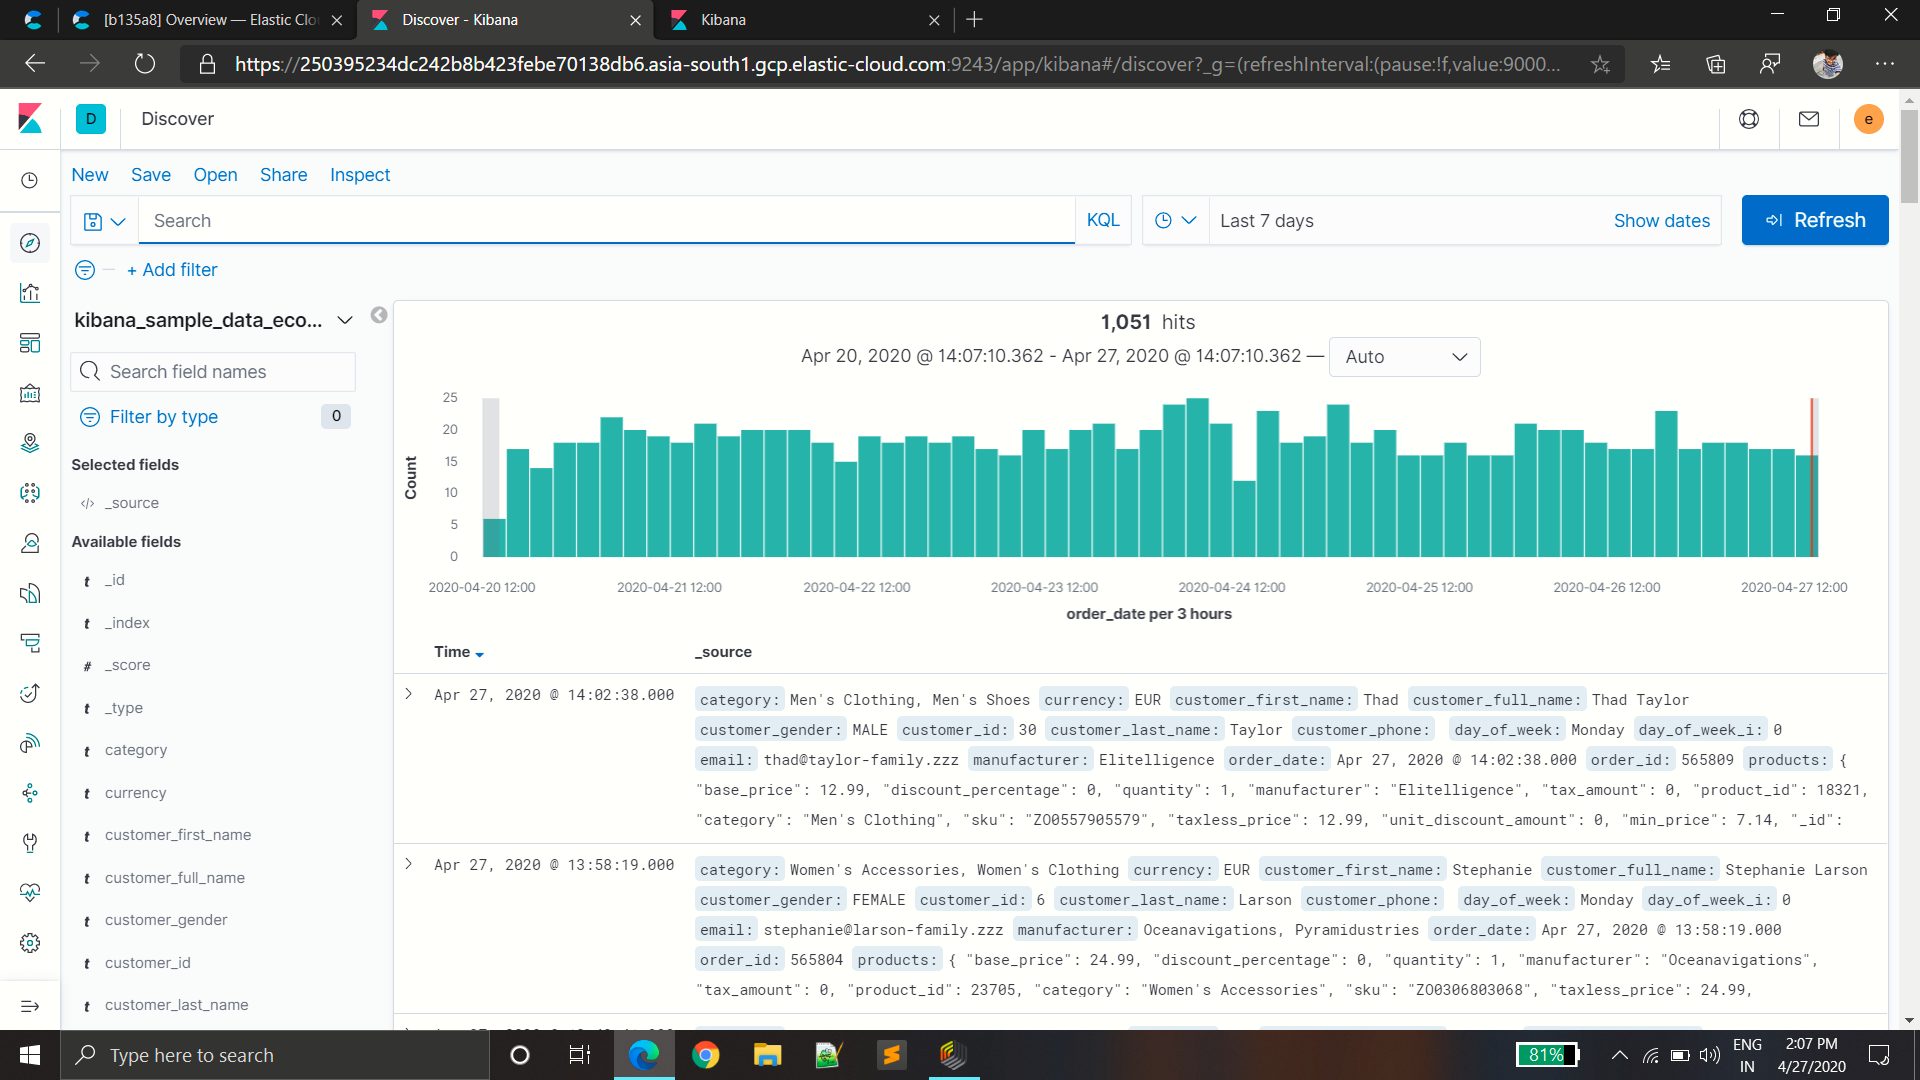 [b135a8] Overview — Elastic Clo
Discover - Kibana
Kibana
https://250395234dc242b8b423febe70138db6.asia-south1.gcp.elastic-cloud.com:9243/app/kibana#/discover?_g=(refreshInterval:(pause:!f,value:9000...
D
Discover
e
New Save Open Share Inspect
Search
KQL
Last 7 days
Show dates
Refresh
+ Add filter
kibana_sample_data_eco...
Search field names
Filter by type 0
Selected fields
_source
Available fields
t _id
t _index
# _score
t _type
t category
t currency
t customer_first_name
t customer_full_name
t customer_gender
t customer_id
t customer_last_name
1,051 hits
Apr 20, 2020 @ 14:07:10.362 - Apr 27, 2020 @ 14:07:10.362 — Auto
Count
25
20
15
10
5
0
2020-04-20 12:00 2020-04-21 12:00 2020-04-22 12:00 2020-04-23 12:00 2020-04-24 12:00 2020-04-25 12:00 2020-04-26 12:00 2020-04-27 12:00
order_date per 3 hours
Time _source
Apr 27, 2020 @ 14:02:38.000
category: Men's Clothing, Men's Shoes currency: EUR customer_first_name: Thad customer_full_name: Thad Taylor
customer_gender: MALE customer_id: 30 customer_last_name: Taylor customer_phone: day_of_week: Monday day_of_week_i: 0
email: thad@taylor-family.zzz manufacturer: Elitelligence order_date: Apr 27, 2020 @ 14:02:38.000 order_id: 565809 products: {
"base_price": 12.99, "discount_percentage": 0, "quantity": 1, "manufacturer": "Elitelligence", "tax_amount": 0, "product_id": 18321,
"category": "Men's Clothing", "sku": "ZO0557905579", "taxless_price": 12.99, "unit_discount_amount": 0, "min_price": 7.14, "_id":
Apr 27, 2020 @ 13:58:19.000
category: Women's Accessories, Women's Clothing currency: EUR customer_first_name: Stephanie customer_full_name: Stephanie Larson
customer_gender: FEMALE customer_id: 6 customer_last_name: Larson customer_phone: day_of_week: Monday day_of_week_i: 0
email: stephanie@larson-family.zzz manufacturer: Oceanavigations, Pyramidustries order_date: Apr 27, 2020 @ 13:58:19.000
order_id: 565804 products: { "base_price": 24.99, "discount_percentage": 0, "quantity": 1, "manufacturer": "Oceanavigations",
"tax_amount": 0, "product_id": 23705, "category": "Women's Accessories", "sku": "ZO0306803068", "taxless_price": 24.99,
Type here to search
81%
ENG
IN
2:07 PM
4/27/2020